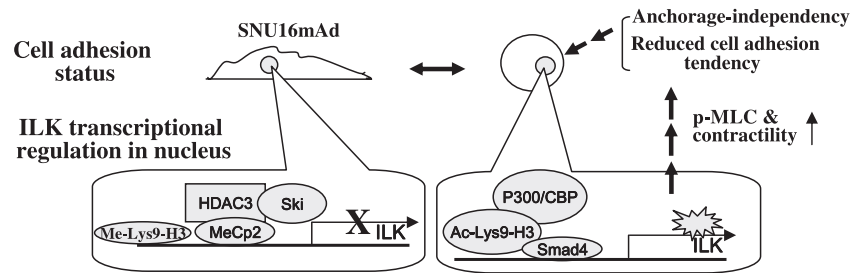 Cell adhesion
status
SNU16mAd
Anchorage-independency
Reduced cell adhesion
tendency
ILK transcriptional
regulation in nucleus
p-MLC &
contractility
HDAC3
Ski
Me-Lys9-H3
MeCp2
X
ILK
P300/CBP
Ac-Lys9-H3
Smad4
ILK